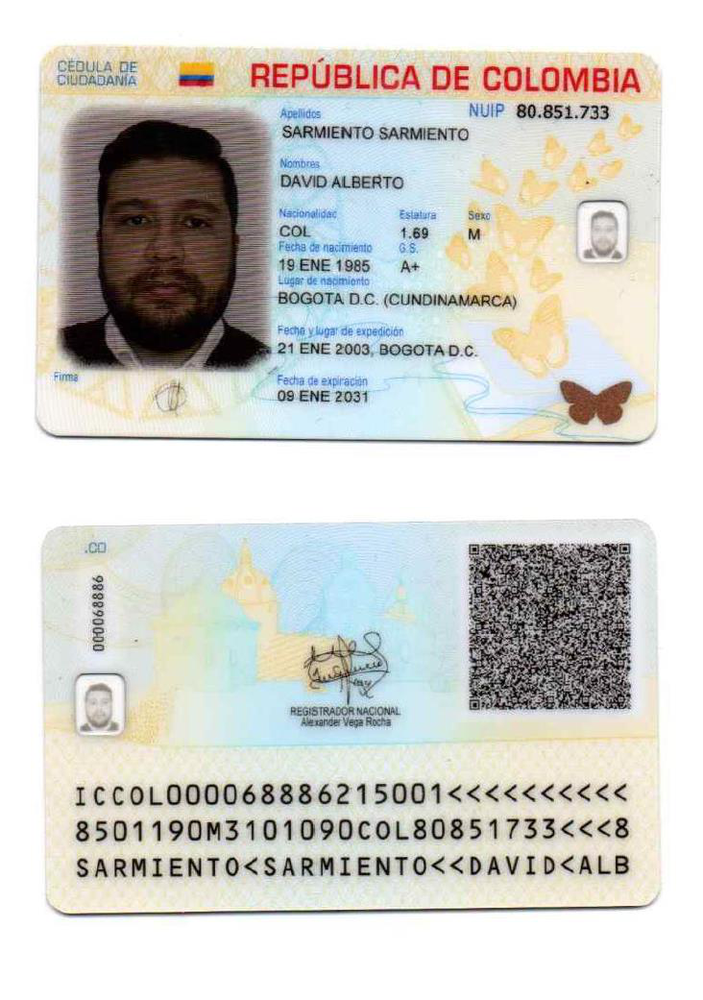 CÉDULA DE
CIUDADANÍA
REPÚBLICA DE COLOMBIA
NUIP 80.851.733
Apellidos
SARMIENTO SARMIENTO
Nombres
DAVID ALBERTO
Nacionalidad Estatura Sexo
COL 1.69 M
Fecha de nacimiento G.S.
19 ENE 1985 A+
Lugar de nacimiento
BOGOTA D.C. (CUNDINAMARCA)
Fecha y lugar de expedición
21 ENE 2003, BOGOTA D.C.
Fecha de expiración
09 ENE 2031
Firma
.CO
000068886
REGISTRADOR NACIONAL
Alexander Vega Rocha
ICCOL000068886215001<<<<<<<<<<
8501190M3101090COL80851733<<<8
SARMIENTO<SARMIENTO<<DAVID<ALB